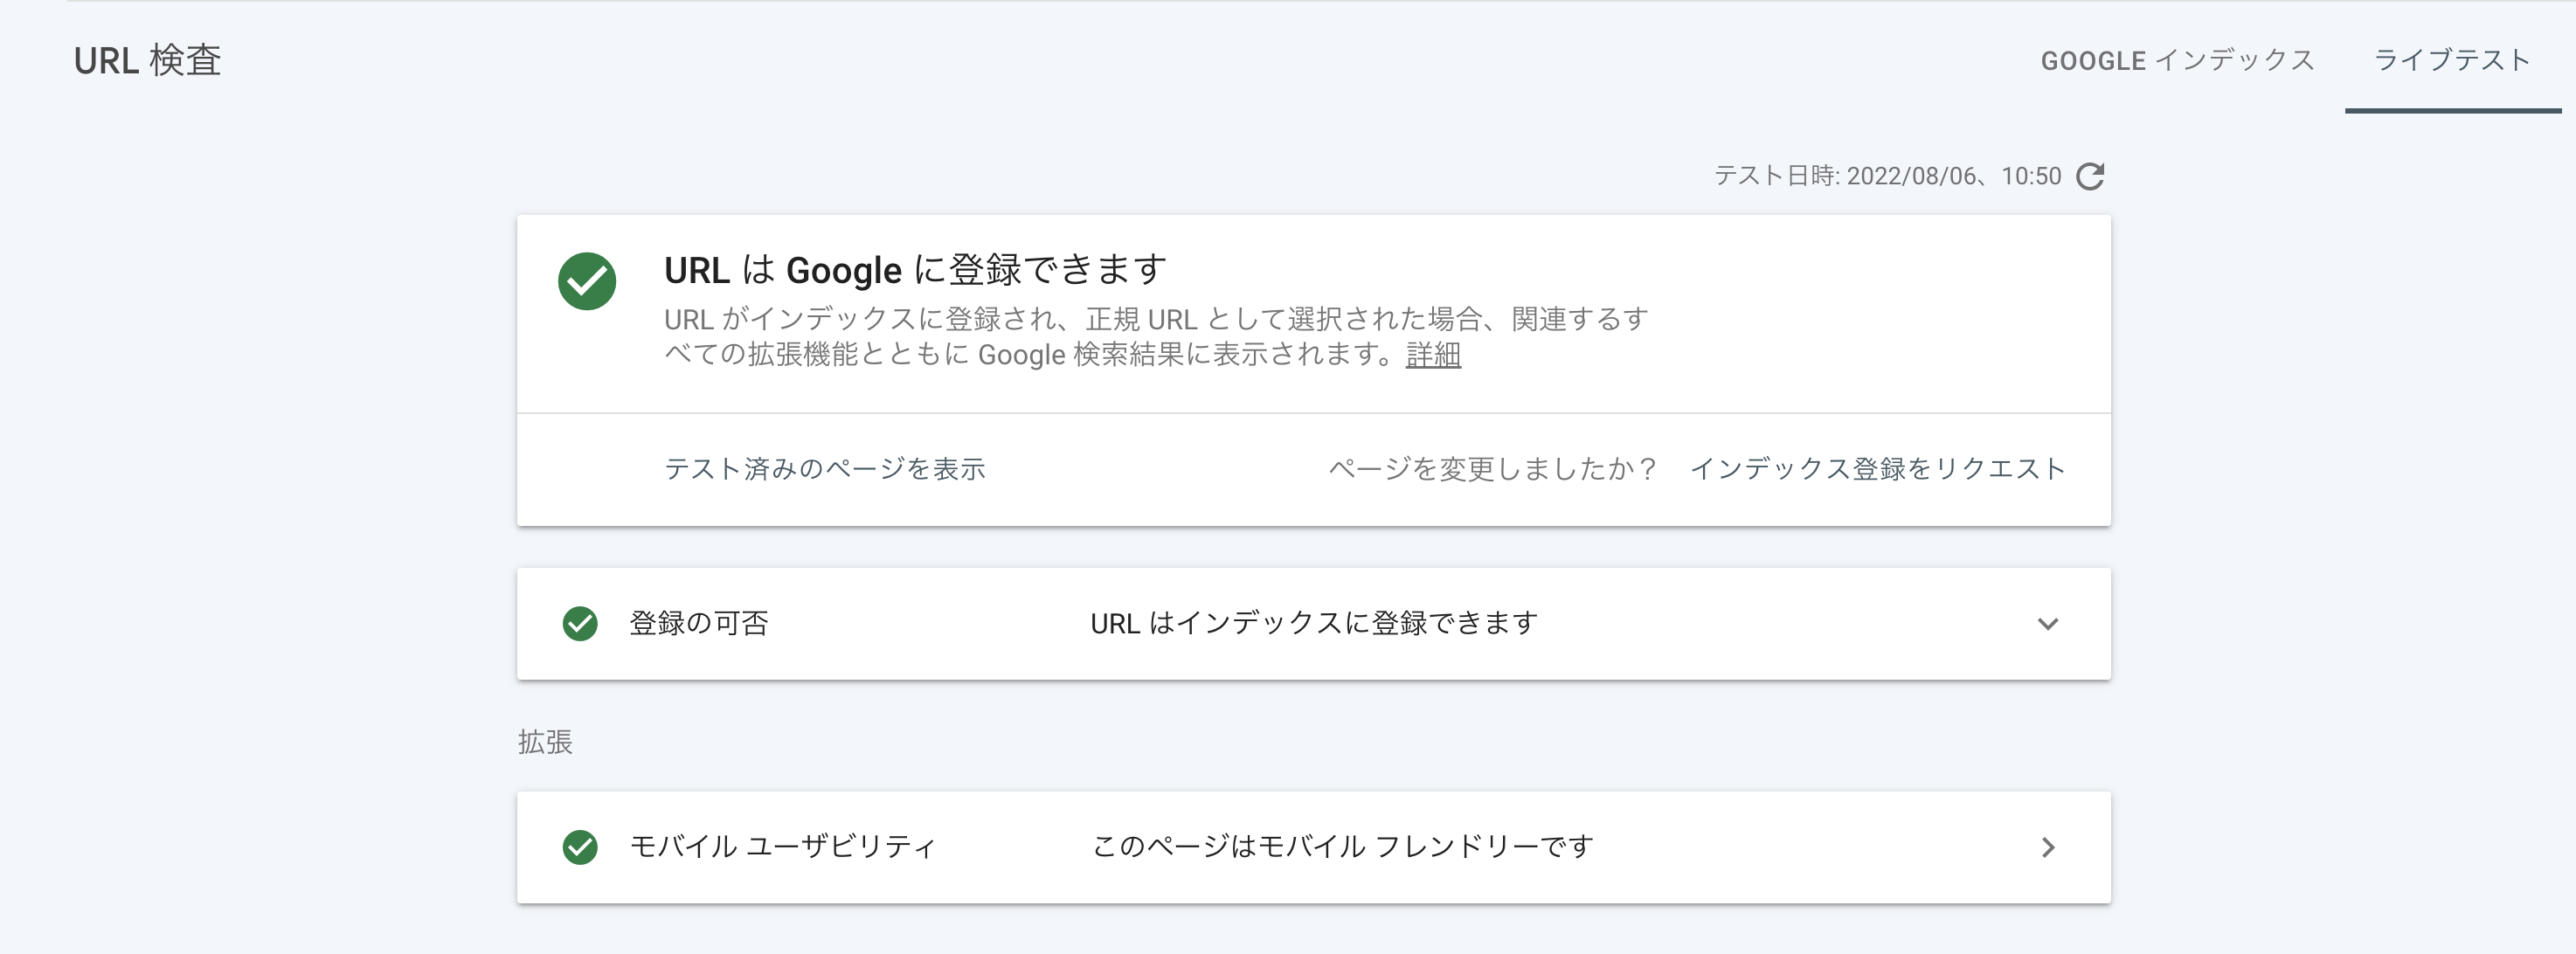 URL 検査
GOOGLE インデックス
ライブテスト
テスト日時: 2022/08/06、10:50
URL は Google に登録できます
URL がインデックスに登録され、正規 URL として選択された場合、関連するす
べての拡張機能とともに Google 検索結果に表示されます。詳細
テスト済みのページを表示
ページを変更しましたか？ インデックス登録をリクエスト
登録の可否
URL はインデックスに登録できます
拡張
モバイル ユーザビリティ
このページはモバイル フレンドリーです